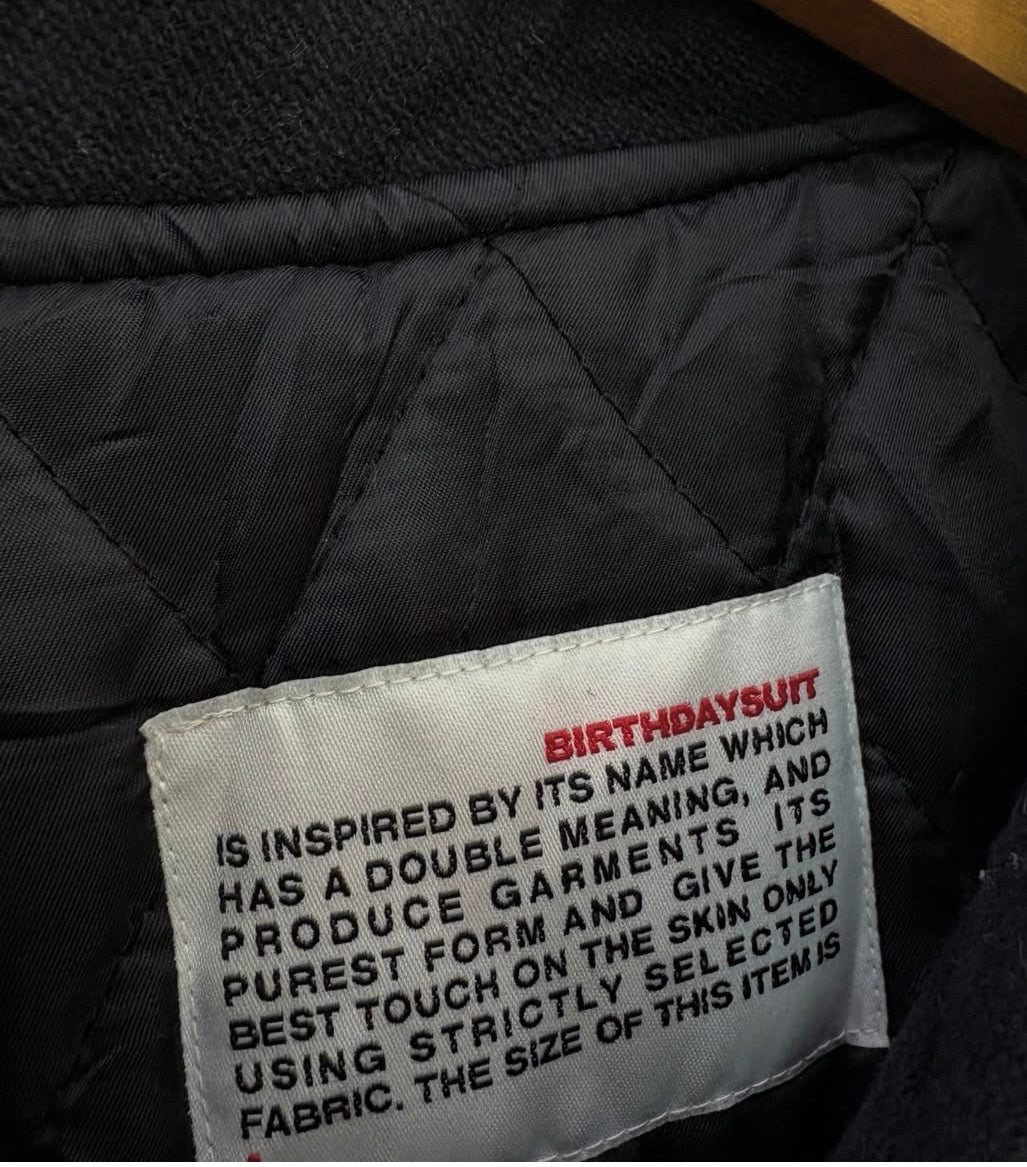 BIRTHDAYSUIT
IS INSPIRED BY ITS NAME WHICH
HAS A DOUBLE MEANING, AND
PRODUCE GARMENTS ITS
PUREST FORM AND GIVE THE
BEST TOUCH ON THE SKIN ONLY
USING STRICTLY SELECTED
FABRIC. THE SIZE OF THIS ITEM IS